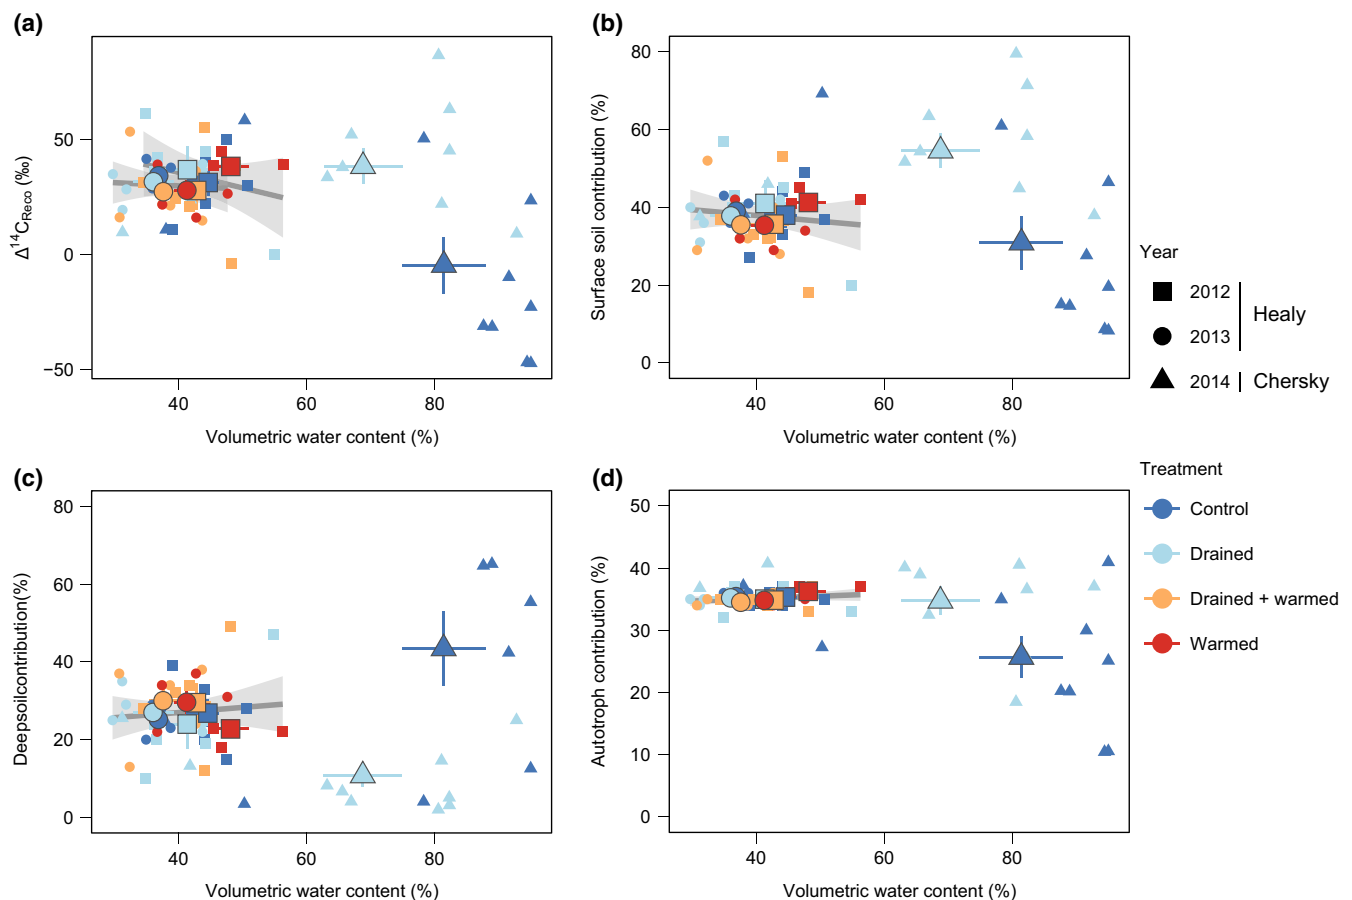 (a)
Δ14CReco (‰)
50
0
−50
40
60
80
Volumetric water content (%)
(b)
Surface soil contribution (%)
80
60
40
20
0
40
60
80
Volumetric water content (%)
Year
2012
2013
Healy
2014
Chersky
(c)
Deepsoilcontribution(%)
80
60
40
20
0
40
60
80
Volumetric water content (%)
(d)
Autotroph contribution (%)
50
40
30
20
10
0
40
60
80
Volumetric water content (%)
Treatment
Control
Drained
Drained + warmed
Warmed